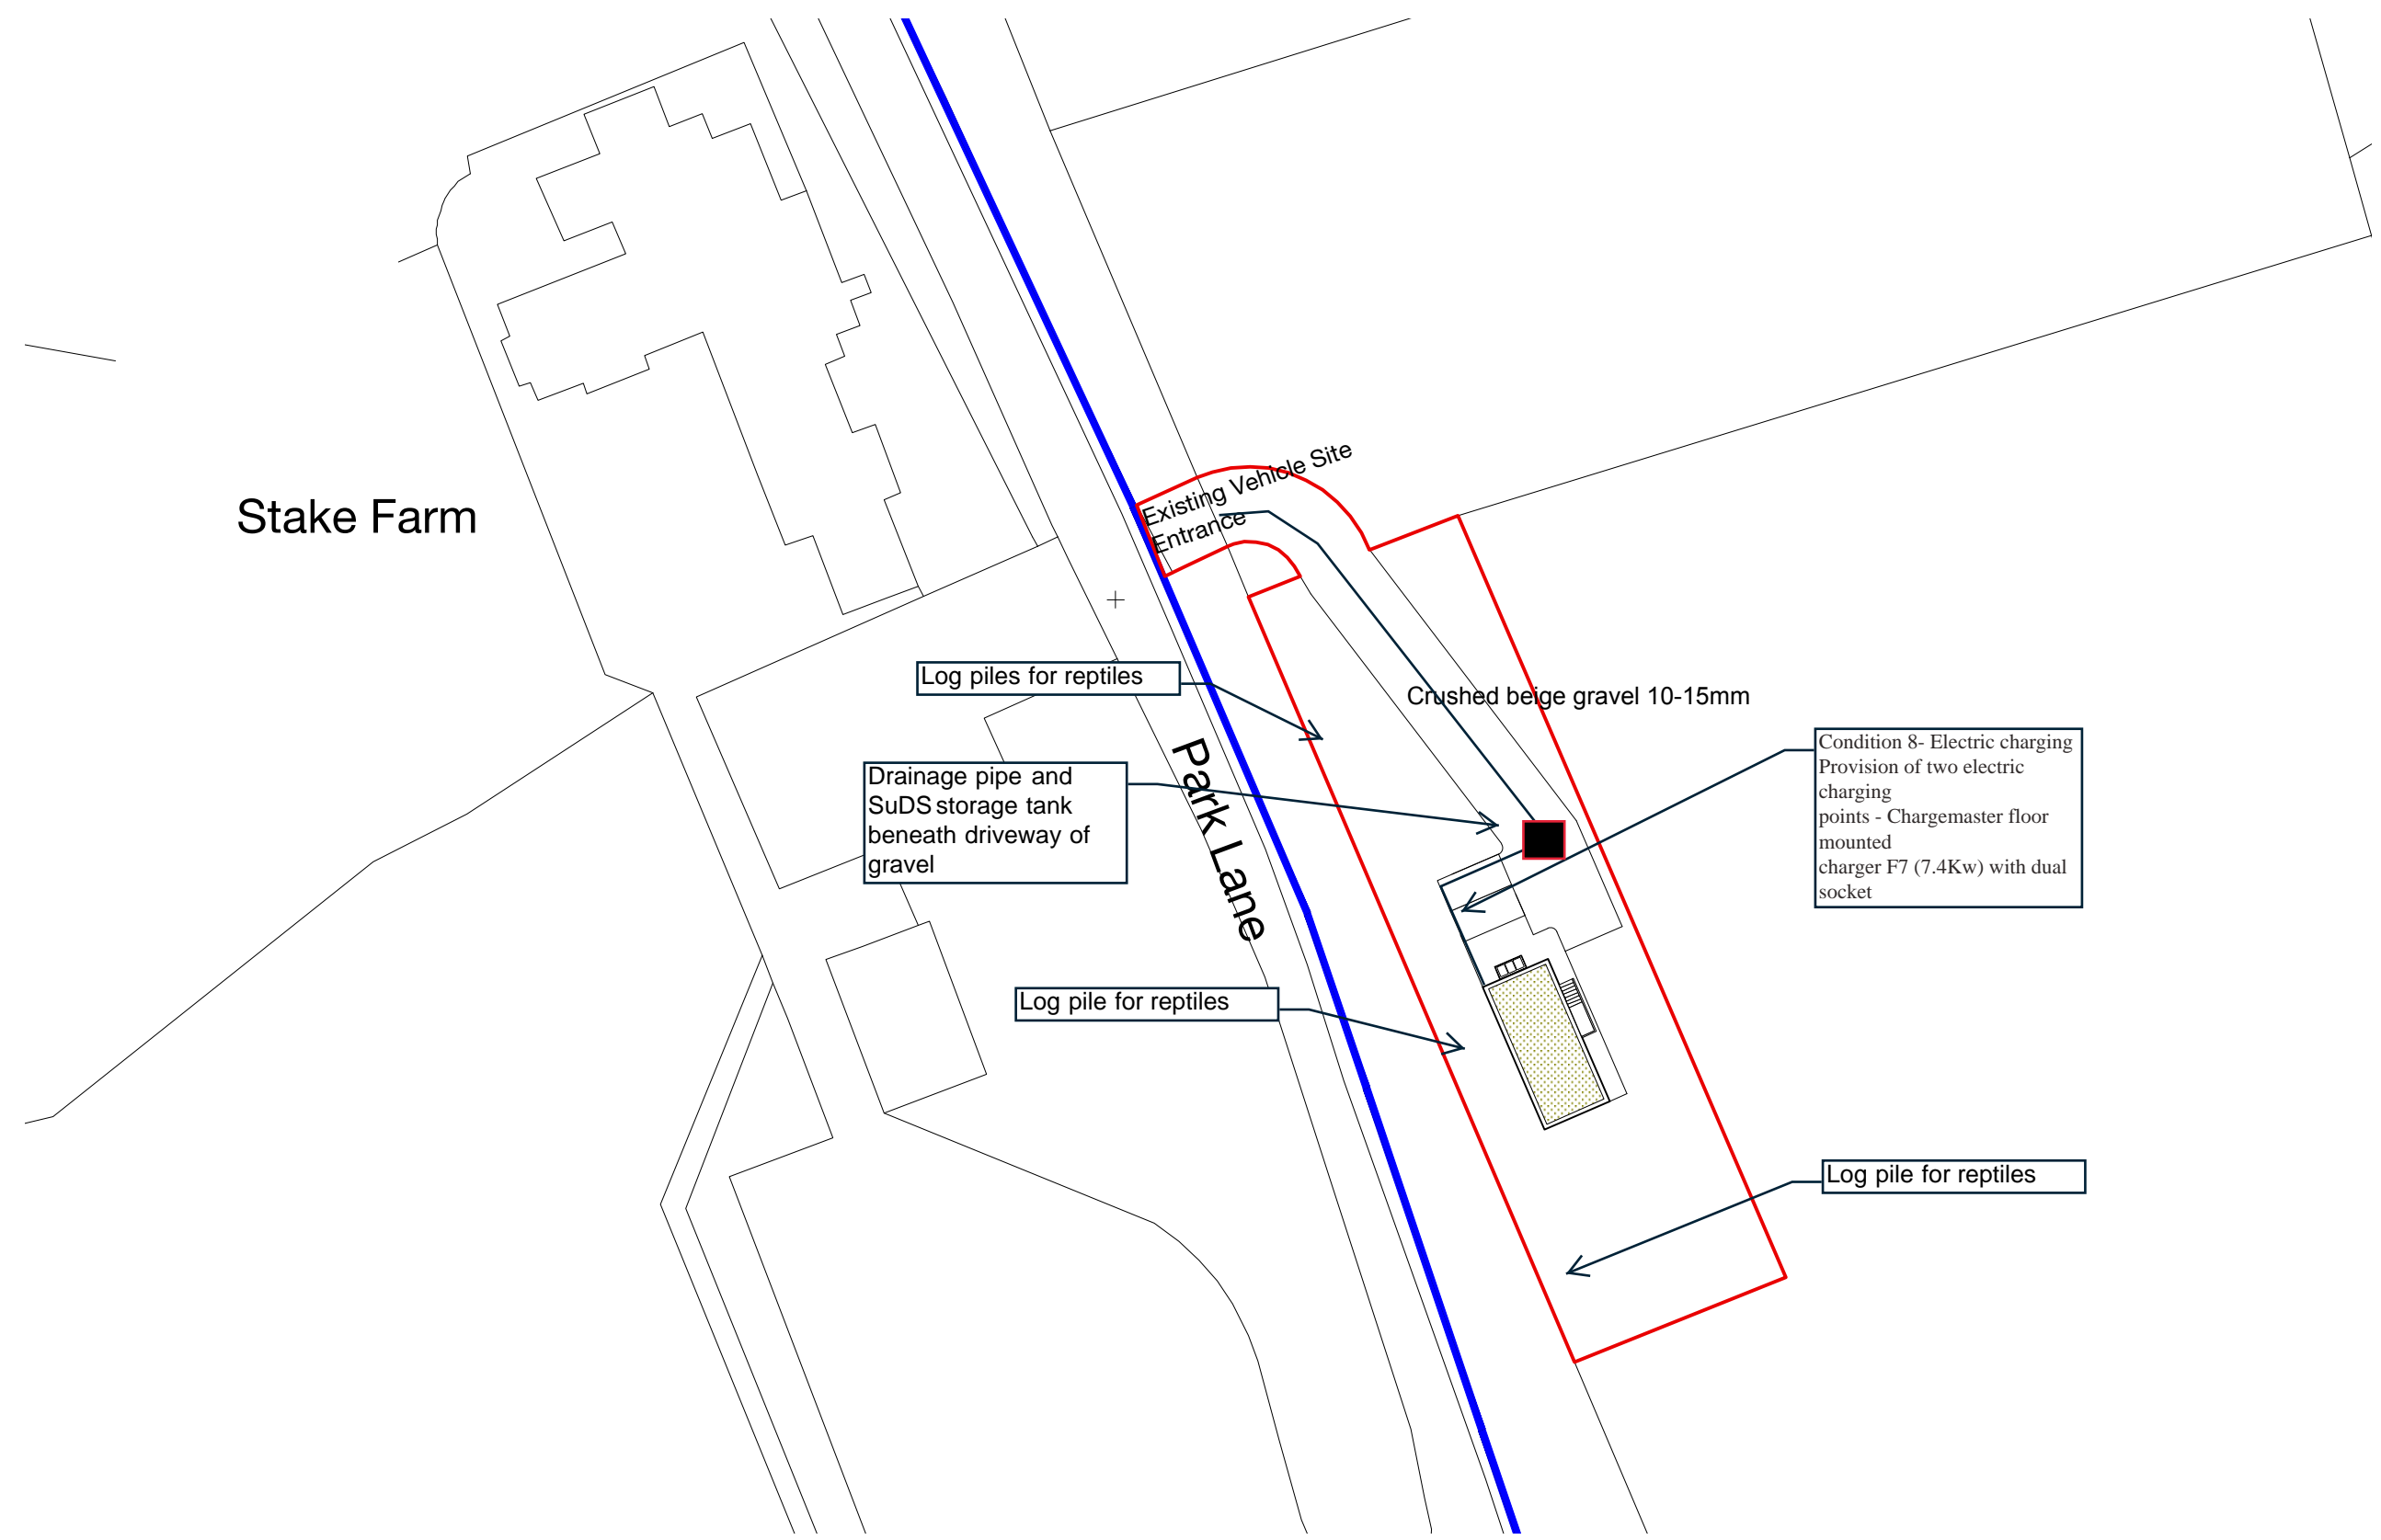 Existing Vehicle Site
Entrance
Stake Farm
Log piles for reptiles
Crushed beige gravel 10-15mm
Drainage pipe and
SuDS storage tank
beneath driveway of
gravel
Park Lane
Condition 8- Electric charging
Provision of two electric
charging
points - Chargemaster floor
mounted
charger F7 (7.4Kw) with dual
socket
Log pile for reptiles
Log pile for reptiles